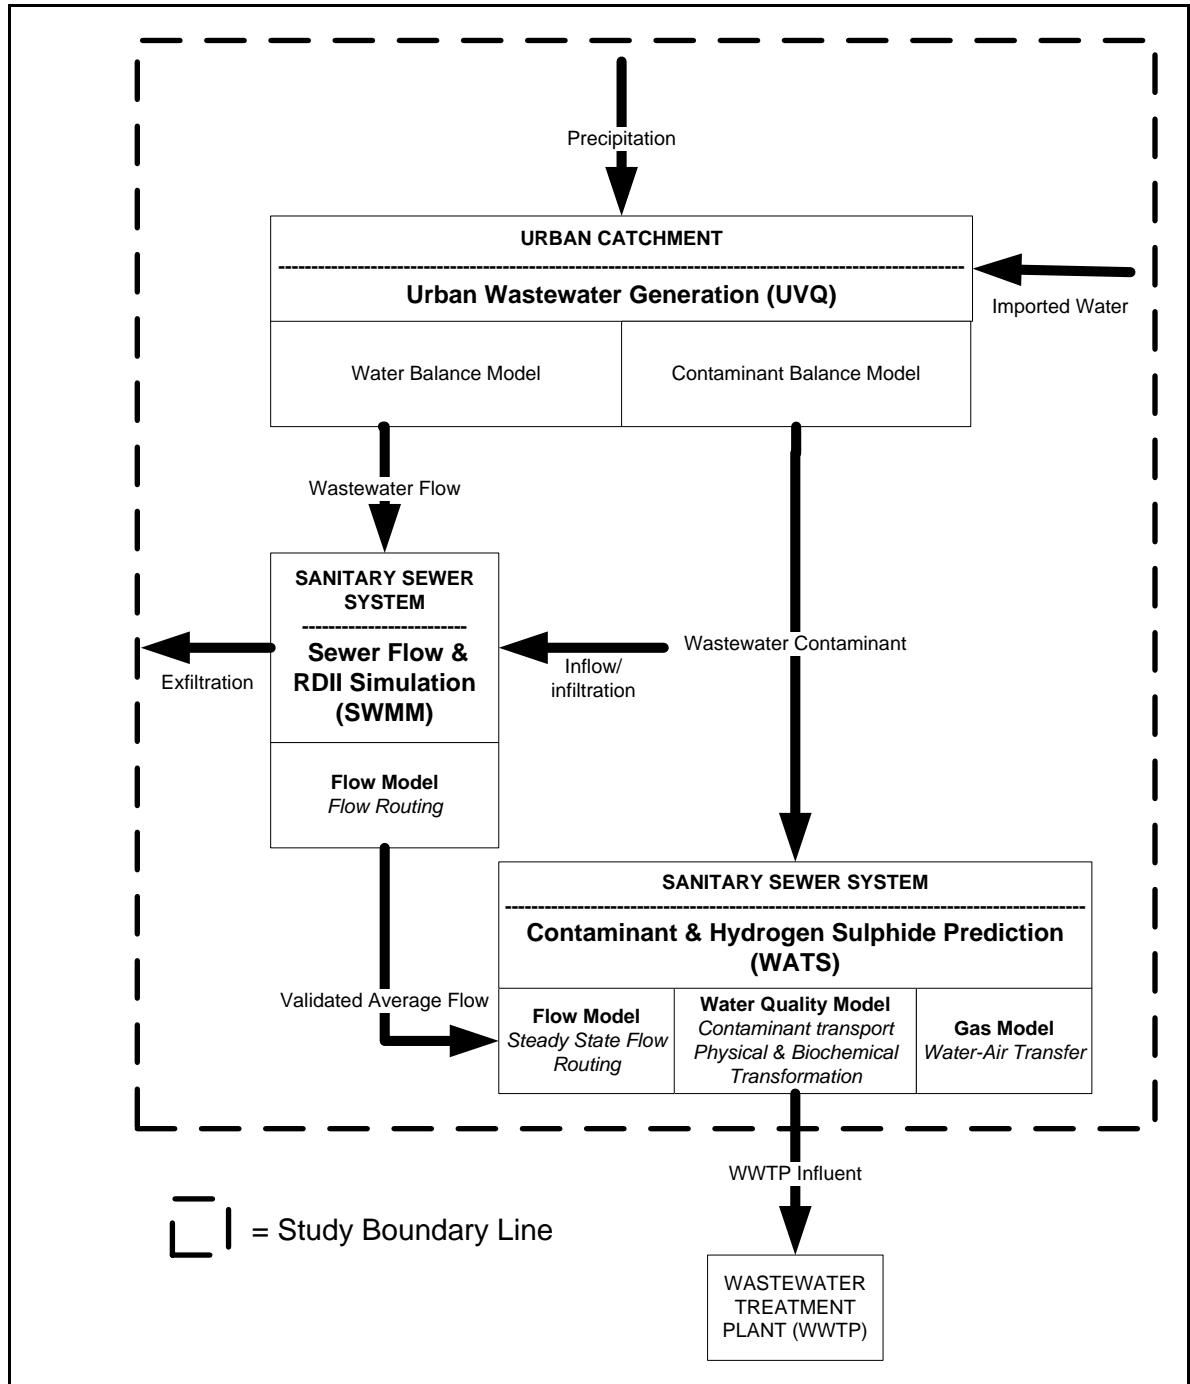 Precipitation
URBAN CATCHMENT
Urban Wastewater Generation (UVQ)
Imported Water
Water Balance Model
Contaminant Balance Model
Wastewater Flow
SANITARY SEWER
SYSTEM
Sewer Flow &
RDII Simulation
(SWMM)
Exfiltration
Inflow/
infiltration
Wastewater Contaminant
Flow Model
Flow Routing
SANITARY SEWER SYSTEM
Contaminant & Hydrogen Sulphide Prediction
(WATS)
Validated Average Flow
Flow Model
Steady State Flow
Routing
Water Quality Model
Contaminant transport
Physical & Biochemical
Transformation
Gas Model
Water-Air Transfer
WWTP Influent
= Study Boundary Line
WASTEWATER
TREATMENT
PLANT (WWTP)